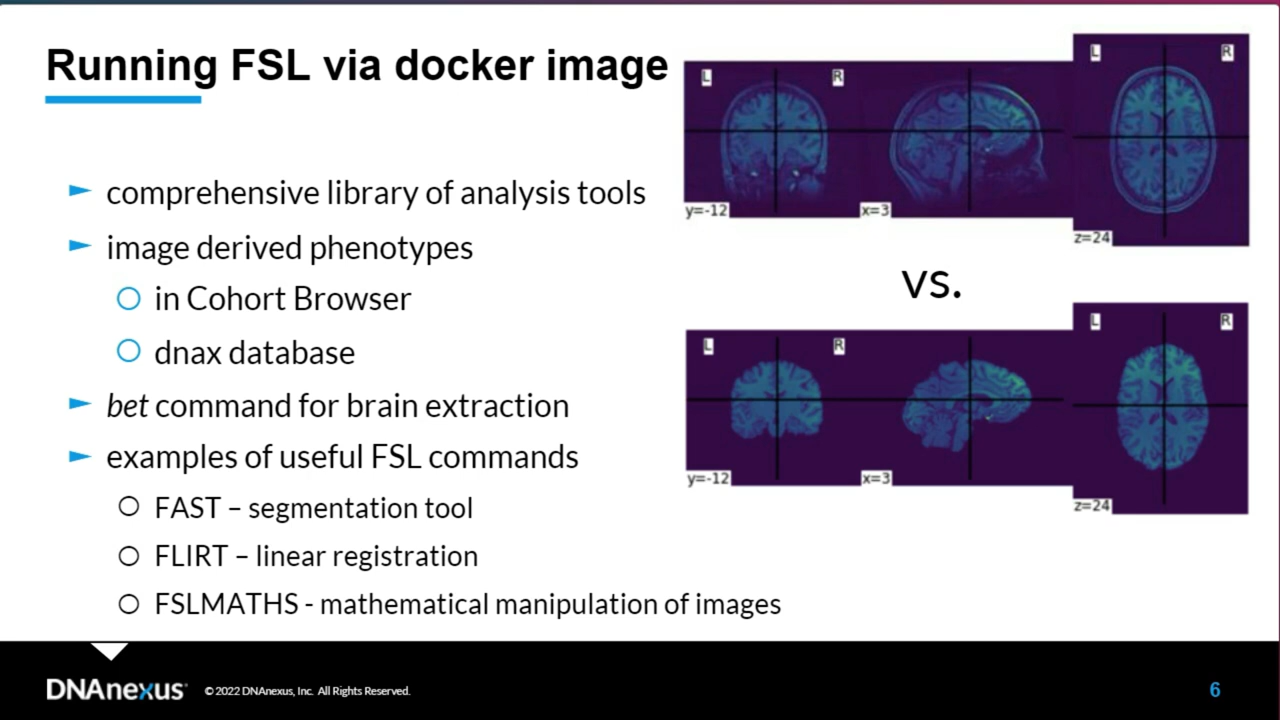 Running FSL via docker image
comprehensive library of analysis tools
image derived phenotypes
in Cohort Browser
dnax database
bet command for brain extraction
examples of useful FSL commands
FAST – segmentation tool
FLIRT – linear registration
FSLMATHS - mathematical manipulation of images
L R L R
y=-12 x=3
z=24
vs.
L R L R
y=-12 x=3
z=24
DNAnexus © 2022 DNAnexus, Inc. All Rights Reserved. 6